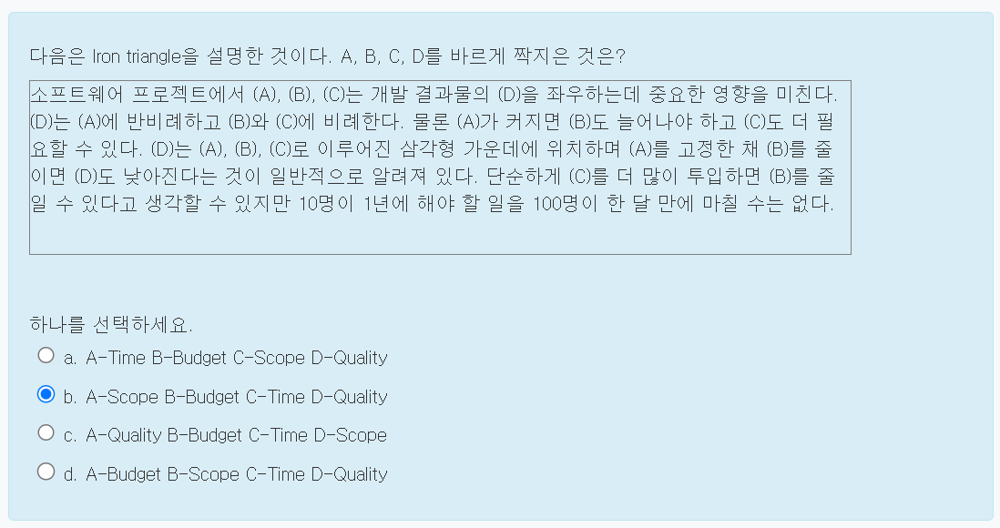 다음은 Iron triangle을 설명한 것이다. A, B, C, D를 바르게 짝지은 것은?
소프트웨어 프로젝트에서 (A), (B), (C)는 개발 결과물의 (D)을 좌우하는데 중요한 영향을 미친다.
(D)는 (A)에 반비례하고 (B)와 (C)에 비례한다. 물론 (A)가 커지면 (B)도 늘어나야 하고 (C)도 더 필
요할 수 있다. (D)는 (A), (B), (C)로 이루어진 삼각형 가운데에 위치하며 (A)를 고정한 채 (B)를 줄
이면 (D)도 낮아진다는 것이 일반적으로 알려져 있다. 단순하게 (C)를 더 많이 투입하면 (B)를 줄
일 수 있다고 생각할 수 있지만 10명이 1년에 해야 할 일을 100명이 한 달 만에 마칠 수는 없다.
하나를 선택하세요.
a. A-Time B-Budget C-Scope D-Quality
b. A-Scope B-Budget C-Time D-Quality
c. A-Quality B-Budget C-Time D-Scope
d. A-Budget B-Scope C-Time D-Quality